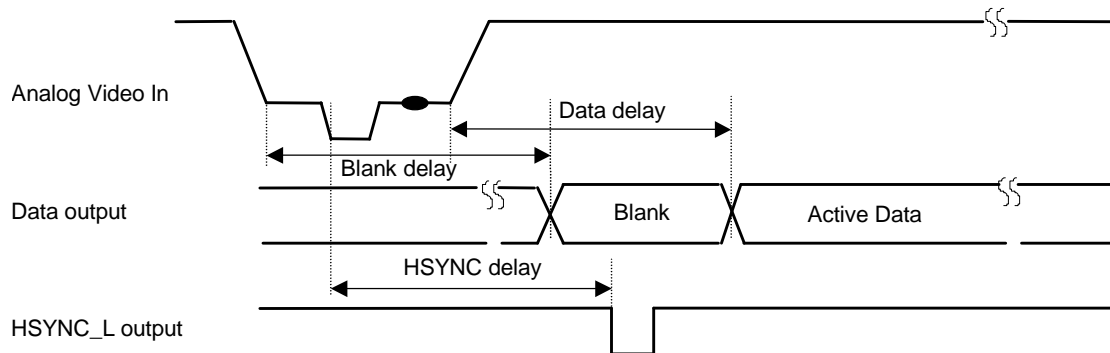 Analog Video In
Data delay
Blank delay
Data output
Blank
Active Data
HSYNC delay
HSYNC_L output